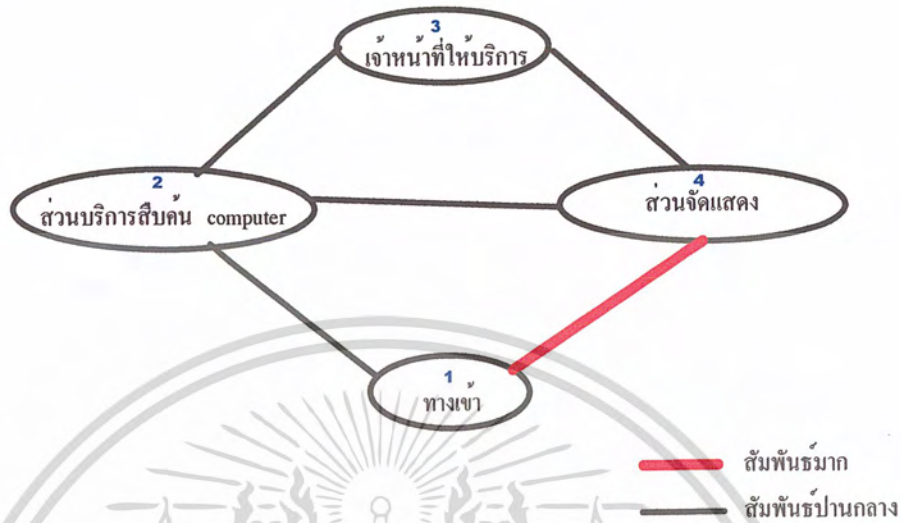 3
เจ้าหน้าที่ให้บริการ
2
ส่วนบริการสืบค้น computer
4
ส่วนจัดแสดง
1
ทางเข้า
สัมพันธ์มาก
สัมพันธ์ปานกลาง